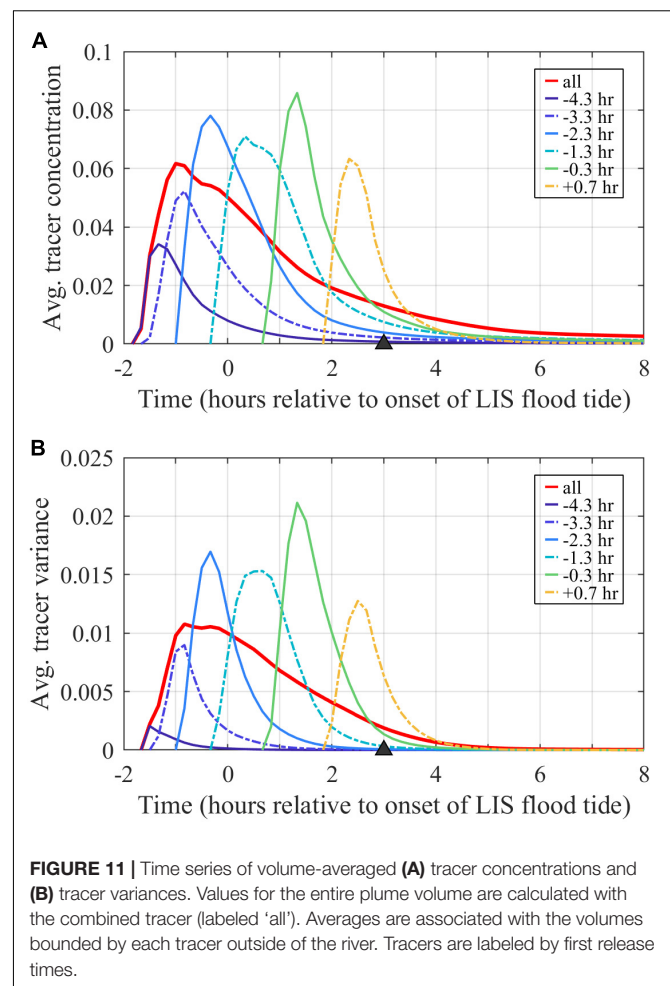 A
Avg. tracer concentration
0.1
0.08
0.06
0.04
0.02
0
all
-4.3 hr
-3.3 hr
-2.3 hr
-1.3 hr
-0.3 hr
+0.7 hr
-2 0 2 4 6 8
Time (hours relative to onset of LIS flood tide)
B
Avg. tracer variance
0.025
0.02
0.015
0.01
0.005
0
all
-4.3 hr
-3.3 hr
-2.3 hr
-1.3 hr
-0.3 hr
+0.7 hr
-2 0 2 4 6 8
Time (hours relative to onset of LIS flood tide)
FIGURE 11 | Time series of volume-averaged (A) tracer concentrations and
(B) tracer variances. Values for the entire plume volume are calculated with
the combined tracer (labeled ‘all’). Averages are associated with the volumes
bounded by each tracer outside of the river. Tracers are labeled by first release
times.